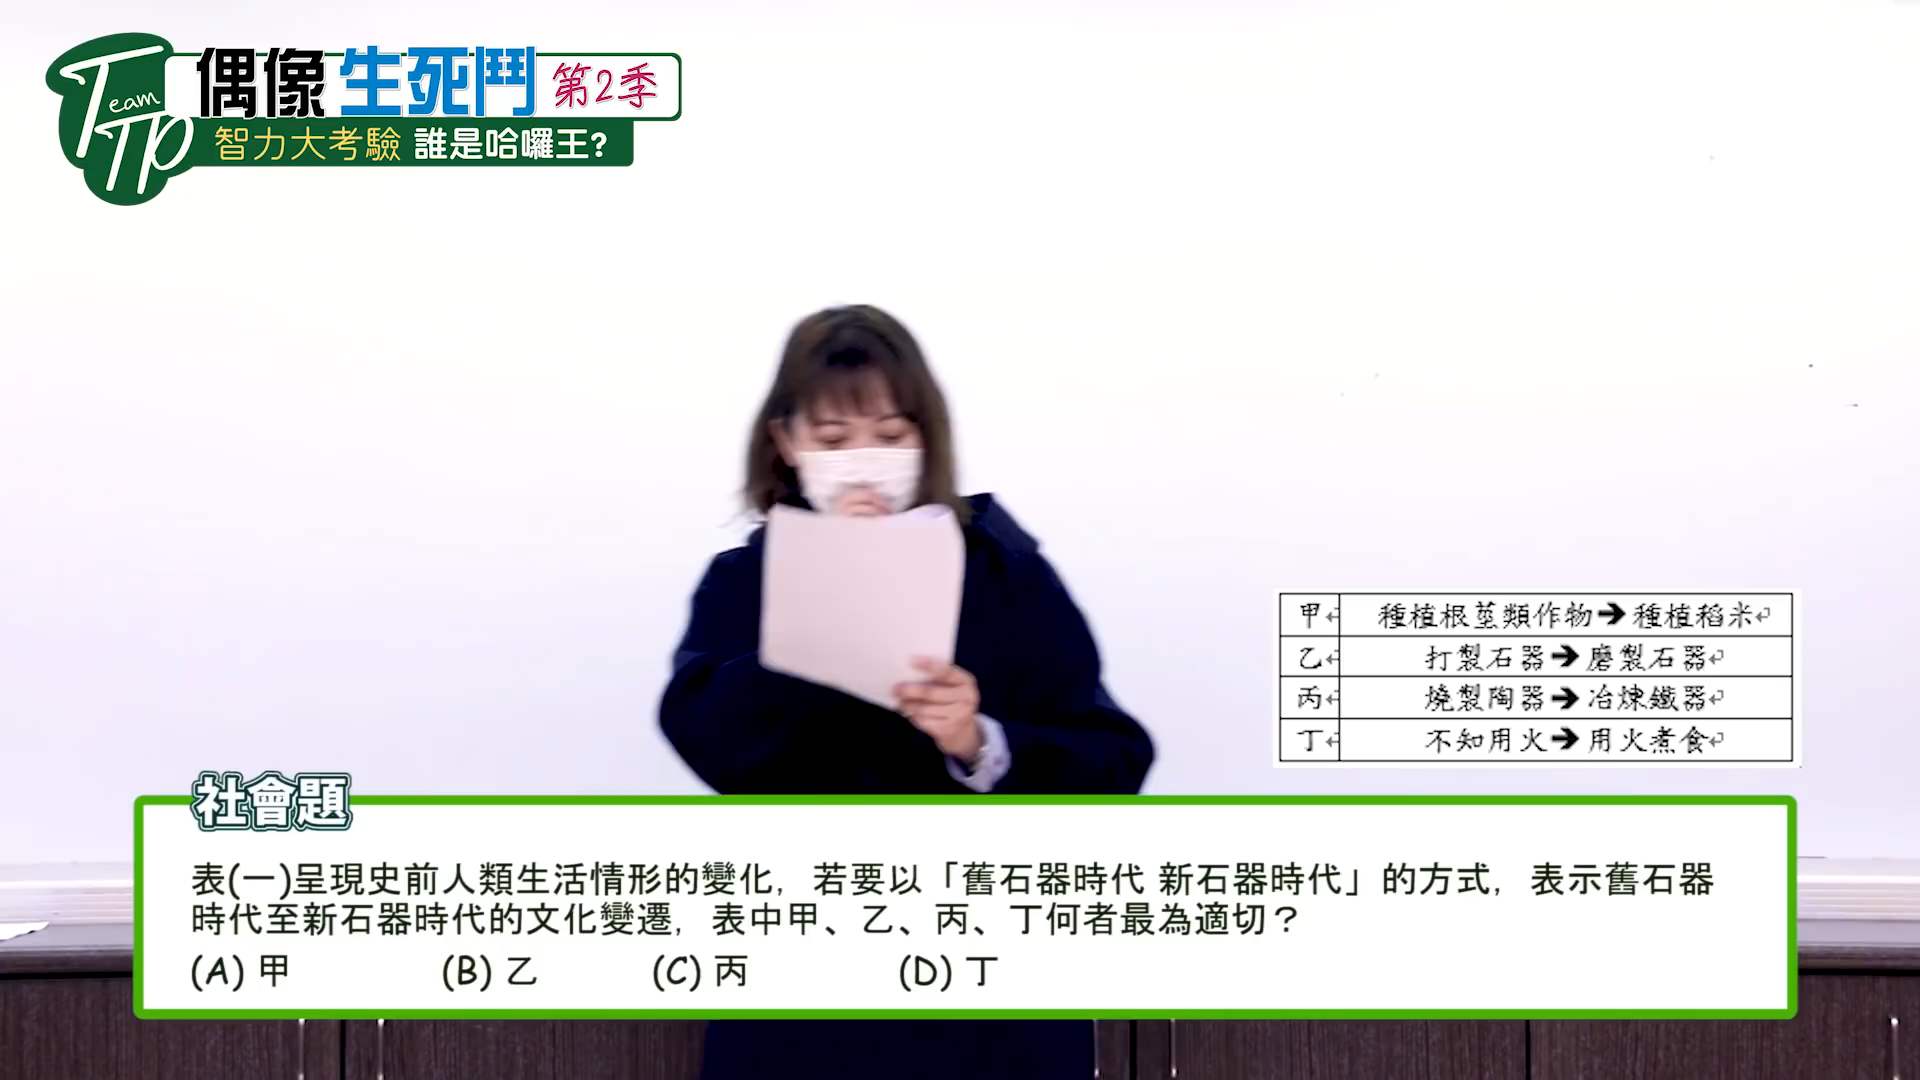 Team TTP
偶像生死鬥 第2季
智力大考驗 誰是哈囉王?
甲 種植根莖類作物➔種植稻米
乙 打製石器➔磨製石器
丙 燒製陶器➔冶煉鐵器
丁 不知用火➔用火煮食
社會題
表(一)呈現史前人類生活情形的變化，若要以「舊石器時代 新石器時代」的方式，表示舊石器
時代至新石器時代的文化變遷，表中甲、乙、丙、丁何者最為適切？
(A) 甲 (B) 乙 (C) 丙 (D) 丁